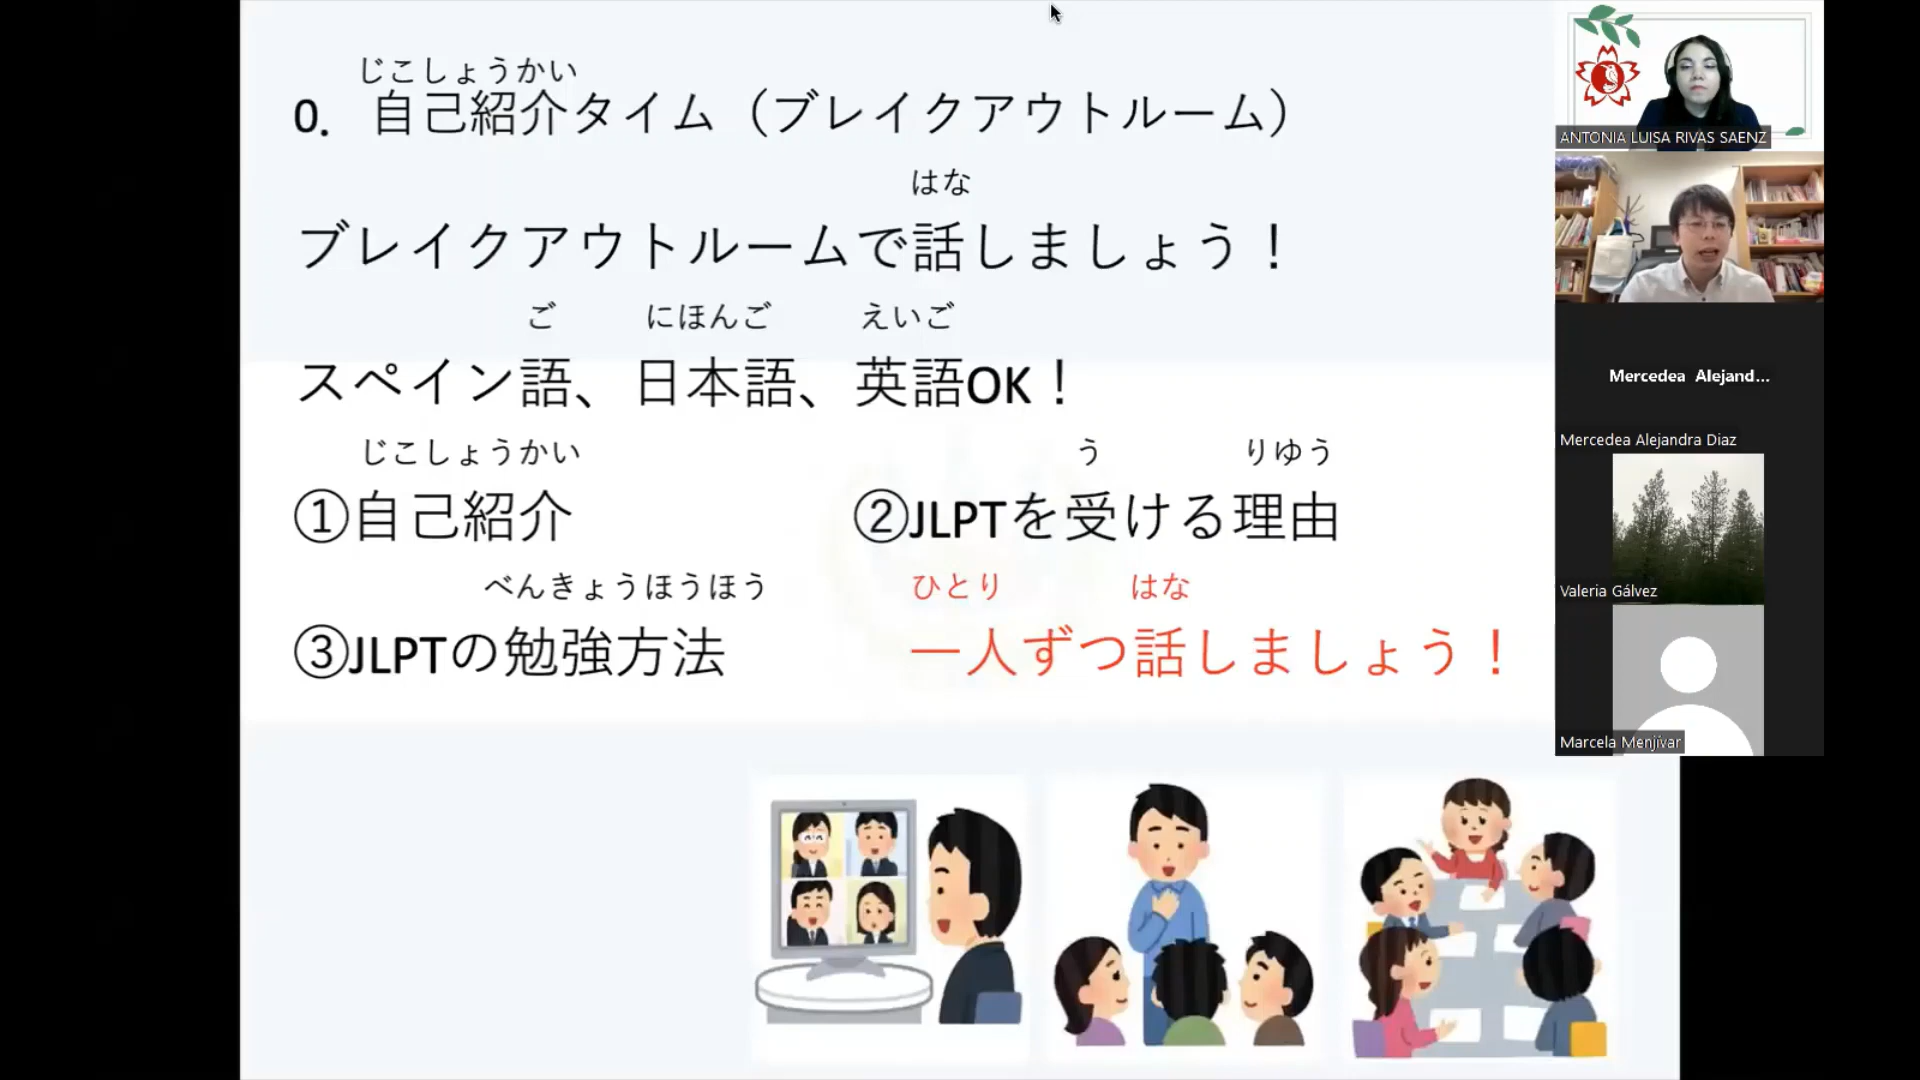 じこしょうかい
0. 自己紹介タイム（ブレイクアウトルーム）
はな
ブレイクアウトルームで話しましょう！
ご にほんご えいご
スペイン語、日本語、英語OK！
じこしょうかい う りゆう
①自己紹介 ②JLPTを受ける理由
べんきょうほうほう ひとり はな
③JLPTの勉強方法 一人ずつ話しましょう！
ANTONIA LUISA RIVAS SAENZ
Mercedea Alejand...
Mercedea Alejandra Diaz
Valeria Gálvez
Marcela Menjivar